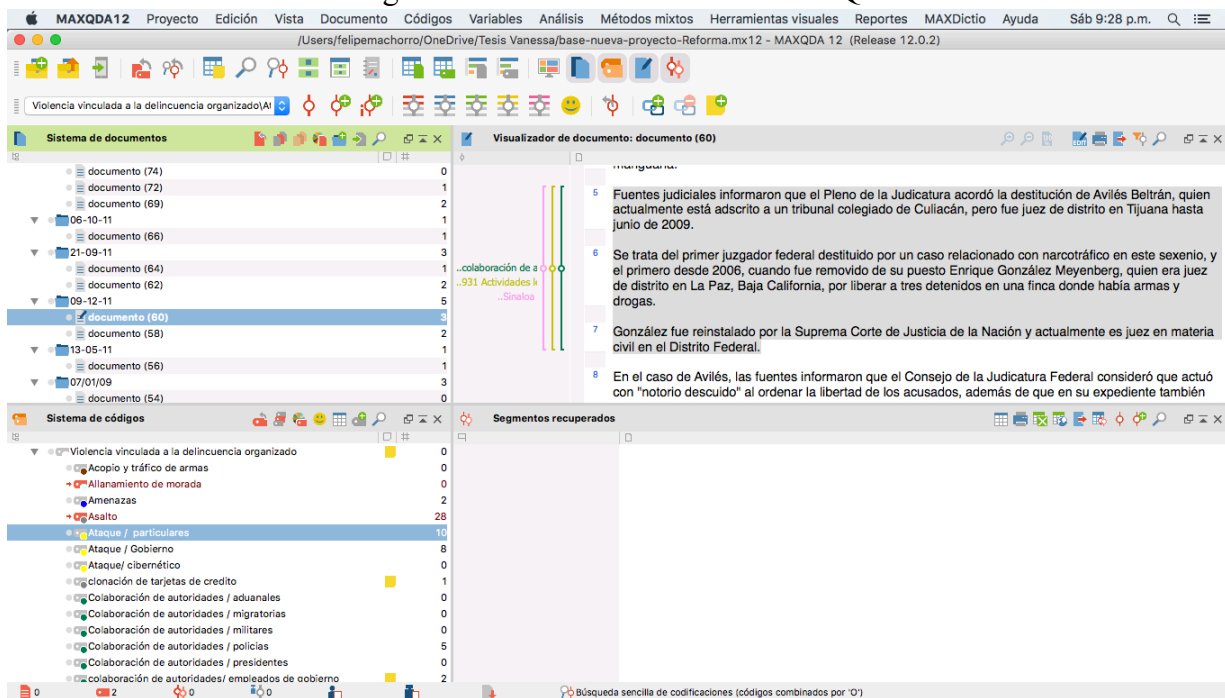 MAXQDA12 Proyecto Edición Vista Documento Códigos Variables Análisis Métodos mixtos Herramientas visuales Reportes MAXDictio Ayuda Sáb 9:28 p.m.
/Users/felipemachorro/OneDrive/Tesis Vanessa/base-nueva-proyecto-Reforma.mx12 - MAXQDA 12 (Release 12.0.2)
Violencia vinculada a la delincuencia organizado\A
Sistema de documentos
#
documento (74) 0
documento (72) 1
documento (69) 2
06-10-11 1
documento (66) 1
21-09-11 3
documento (64) 1
documento (62) 2
09-12-11 5
documento (60) 3
documento (58) 2
13-05-11 1
documento (56) 1
07/01/09 3
documento (54) 0
Visualizador de documento: documento (60)
..colaboración de a
..931 Actividades
..Sinaloa
5 Fuentes judiciales informaron que el Pleno de la Judicatura acordó la destitución de Avilés Beltrán, quien
actualmente está adscrito a un tribunal colegiado de Culiacán, pero fue juez de distrito en Tijuana hasta
junio de 2009.
6 Se trata del primer juzgador federal destituido por un caso relacionado con narcotráfico en este sexenio, y
el primero desde 2006, cuando fue removido de su puesto Enrique González Meyenberg, quien era juez
de distrito en La Paz, Baja California, por liberar a tres detenidos en una finca donde había armas y
drogas.
7 González fue reinstalado por la Suprema Corte de Justicia de la Nación y actualmente es juez en materia
civil en el Distrito Federal.
8 En el caso de Avilés, las fuentes informaron que el Consejo de la Judicatura Federal consideró que actuó
con "notorio descuido" al ordenar la libertad de los acusados, además de que en su expediente también
Sistema de códigos
#
Violencia vinculada a la delincuencia organizado 0
Acopio y tráfico de armas 0
Allanamiento de morada 0
Amenazas 2
Asalto 28
Ataque / particulares 10
Ataque / Gobierno 8
Ataque/ cibernético 0
clonación de tarjetas de credito 1
Colaboración de autoridades / aduanales 0
Colaboración de autoridades / migratorias 0
Colaboración de autoridades / militares 0
Colaboración de autoridades / policias 5
Colaboración de autoridades / presidentes 0
colaboración de autoridades/ empleados de gobierno 2
Segmentos recuperados
0 2 0 0 Búsqueda sencilla de codificaciones (códigos combinados por 'O')